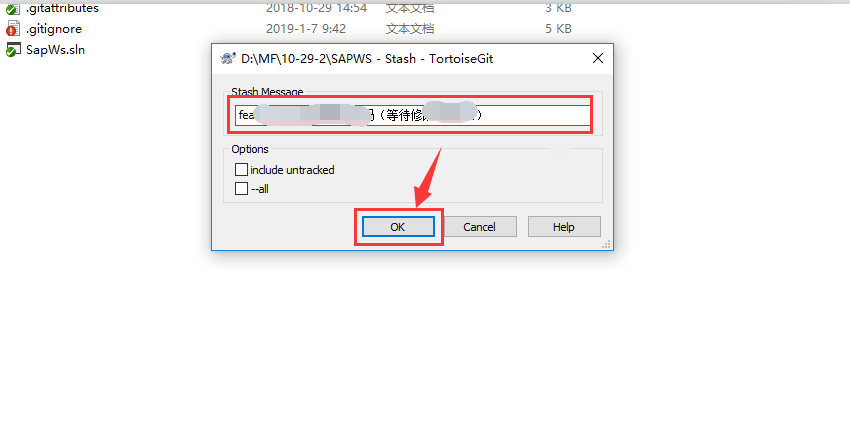 .gitattributes 2018-10-29 14:54 文本文档 3 KB
.gitignore 2019-1-7 9:42 文本文档 5 KB
SapWs.sln
D:\MF\10-29-2\SAPWS - Stash - TortoiseGit
Stash Message
fea 码（等待修
Options
include untracked
--all
OK Cancel Help